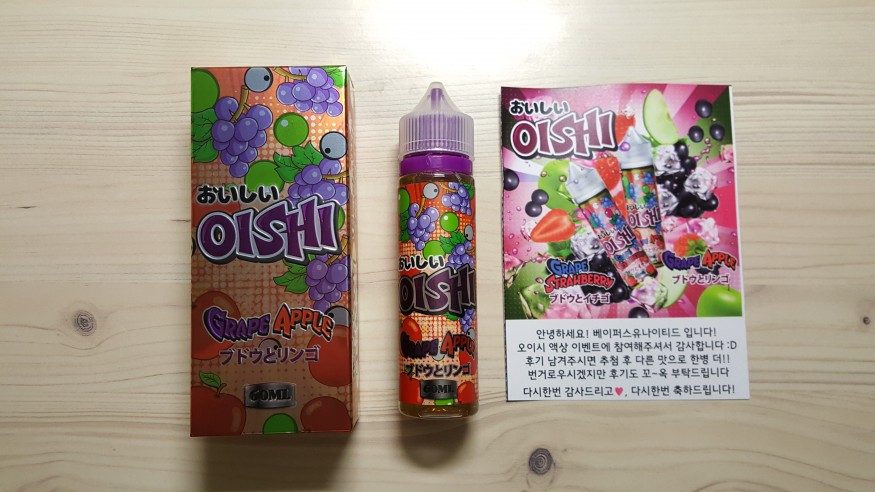 おいしい
OISHI
GRAPE APPLE
ブドウとリンゴ
60ML
おいしい
OISHI
GRAPE APPLE
ブドウとリンゴ
60ML
おいしい
OISHI
OISHI
OISHI
GRAPE
STRAWBERRY
ブドウとイチゴ
GRAPE APPLE
ブドウとリンゴ
안녕하세요! 베이퍼스유나이티드 입니다!
오이시 액상 이벤트에 참여해주셔서 감사합니다 :D
후기 남겨주시면 추첨 후 다른 맛으로 한병 더!!
번거로우시겠지만 후기도 꼬~옥 부탁드립니다
다시한번 감사드리고♥, 다시한번 축하드립니다!